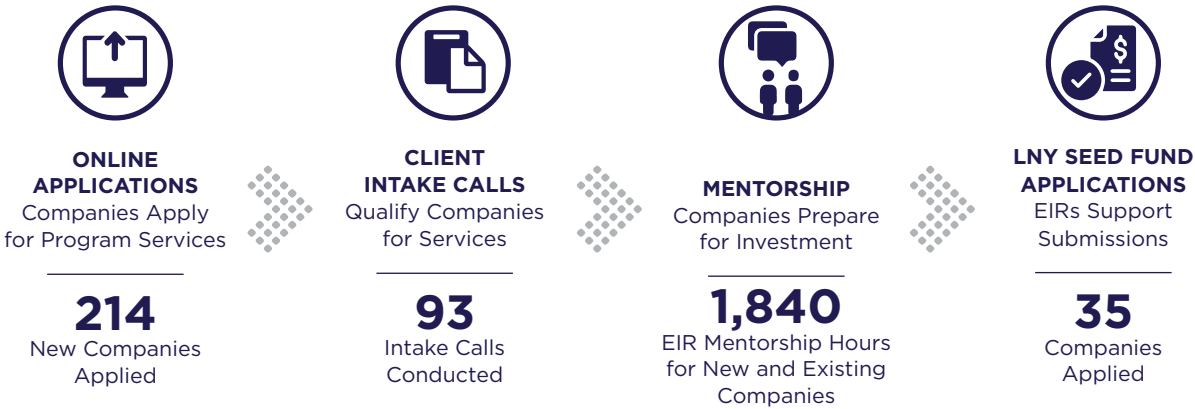 ONLINE
APPLICATIONS
Companies Apply
for Program Services
214
New Companies
Applied
CLIENT
INTAKE CALLS
Qualify Companies
for Services
93
Intake Calls
Conducted
MENTORSHIP
Companies Prepare
for Investment
1,840
EIR Mentorship Hours
for New and Existing
Companies
$
LNY SEED FUND
APPLICATIONS
EIRs Support
Submissions
35
Companies
Applied